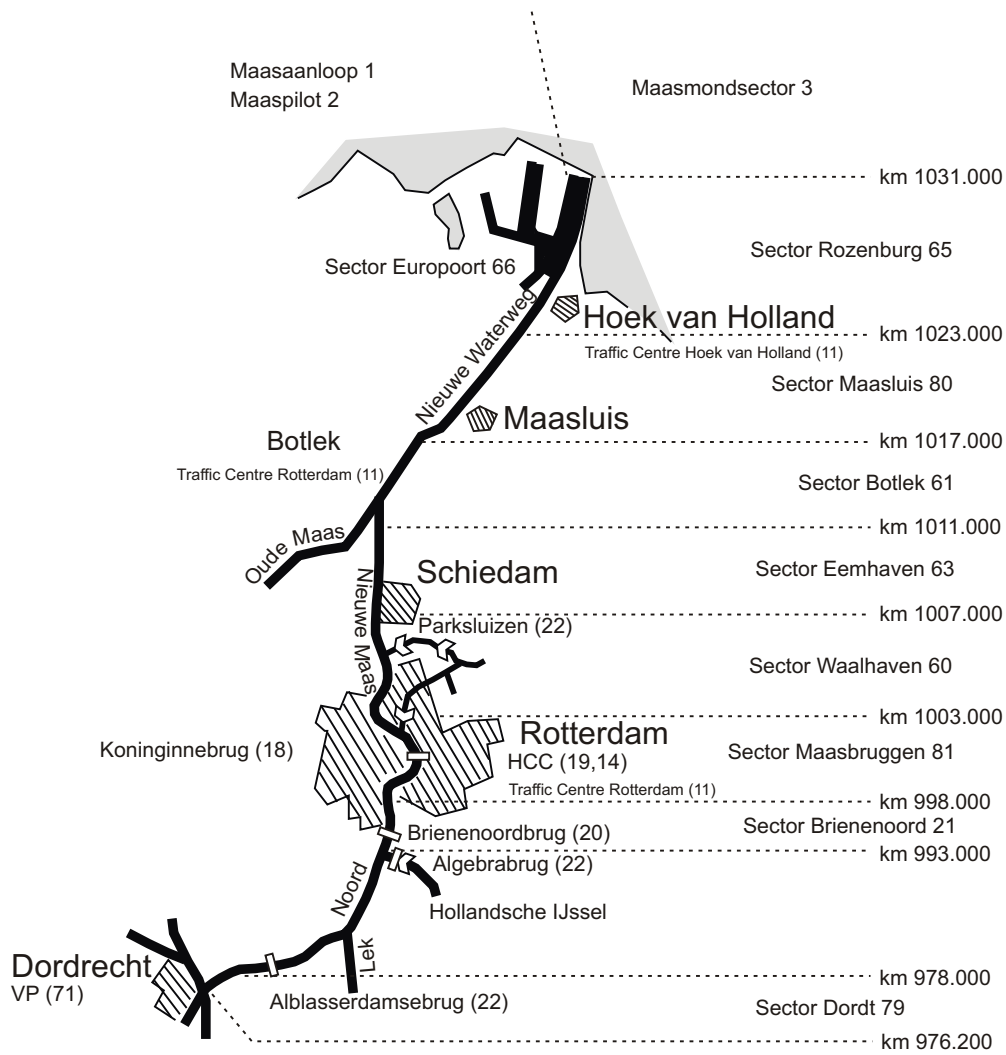 Maasaanloop 1
Maaspilot 2
Maasmondsector 3
km 1031.000
Sector Rozenburg 65
Sector Europoort 66
Nieuwe Waterweg
Hoek van Holland
km 1023.000
Traffic Centre Hoek van Holland (11)
Sector Maasluis 80
Maasluis
Botlek
km 1017.000
Traffic Centre Rotterdam (11)
Sector Botlek 61
km 1011.000
Oude Maas
Schiedam
Sector Eemhaven 63
Nieuwe Maas
km 1007.000
Parksluizen (22)
Sector Waalhaven 60
km 1003.000
Rotterdam
Koninginnebrug (18)
HCC (19,14)
Sector Maasbruggen 81
Traffic Centre Rotterdam (11)
km 998.000
Brienenoordbrug (20)
Sector Brienenoord 21
km 993.000
Algebrabrug (22)
Noord
Hollandsche IJssel
Lek
Dordrecht
VP (71)
km 978.000
Alblasserdamsebrug (22)
Sector Dordt 79
km 976.200